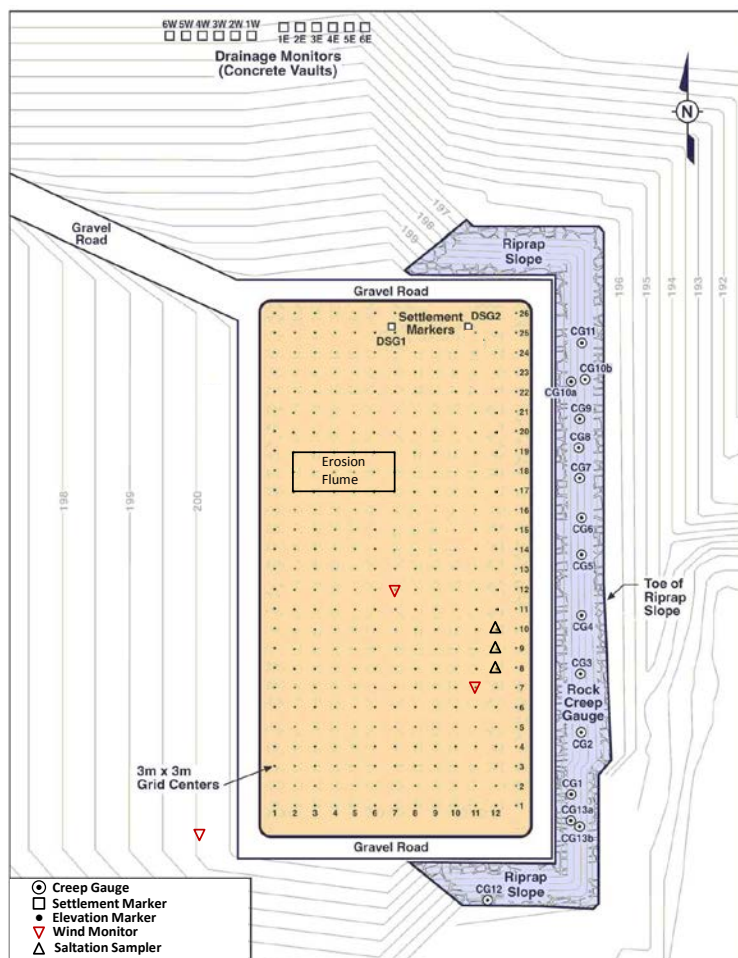 6W 5W 4W 3W 2W 1W
1E 2E 3E 4E 5E 6E
Drainage Monitors
(Concrete Vaults)
N
Gravel
Road
197
198
199
Riprap
Slope
196
195
194
193
192
Gravel Road
Settlement
Markers
DSG1
DSG2
26
25
24
23
22
21
20
19
18
17
16
15
14
13
12
11
10
9
8
7
6
5
4
3
2
1
CG11
CG10b
CG10a
CG9
CG8
CG7
CG6
CG5
CG4
CG3
Rock
Creep
Gauge
CG2
CG1
CG13a
CG13b
Erosion
Flume
198
199
200
Toe of
Riprap
Slope
3m x 3m
Grid Centers
1 2 3 4 5 6 7 8 9 10 11 12
Gravel Road
Riprap
Slope
CG12
Creep Gauge
Settlement Marker
Elevation Marker
Wind Monitor
Saltation Sampler